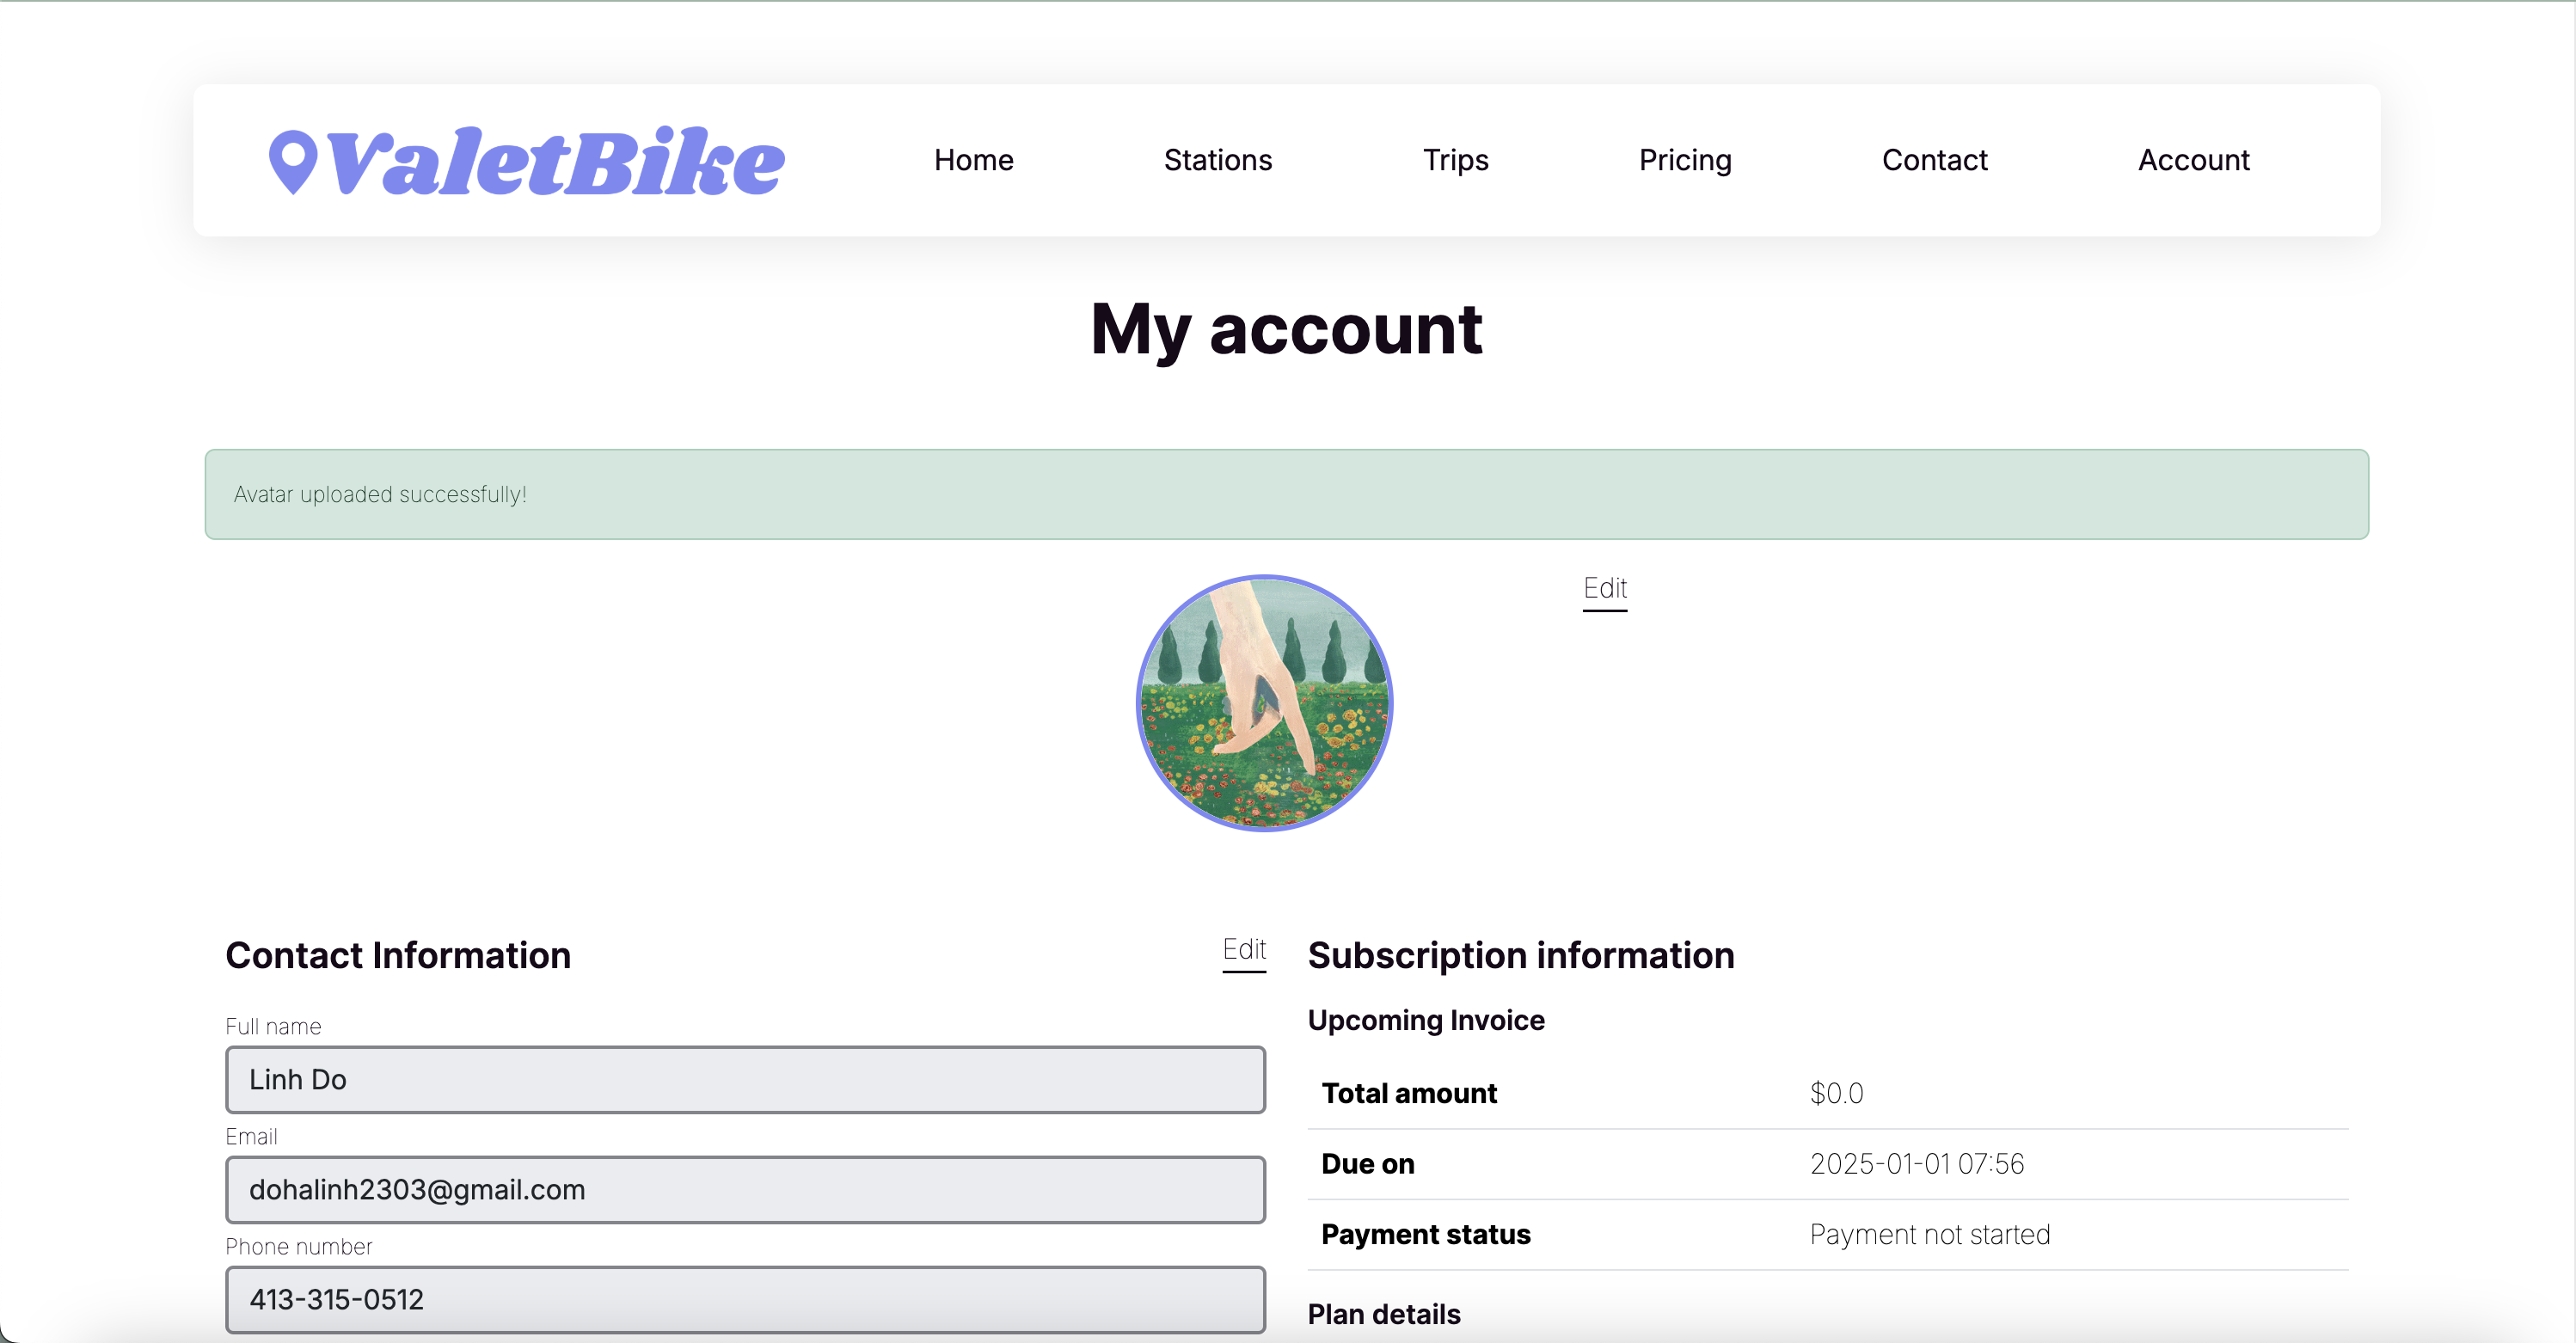 ValetBike Home Stations Trips Pricing Contact Account
My account
Avatar uploaded successfully!
Edit
Contact Information Edit
Full name
Linh Do
Email
dohalinh2303@gmail.com
Phone number
413-315-0512
Subscription information
Upcoming Invoice
Total amount $0.0
Due on 2025-01-01 07:56
Payment status Payment not started
Plan details